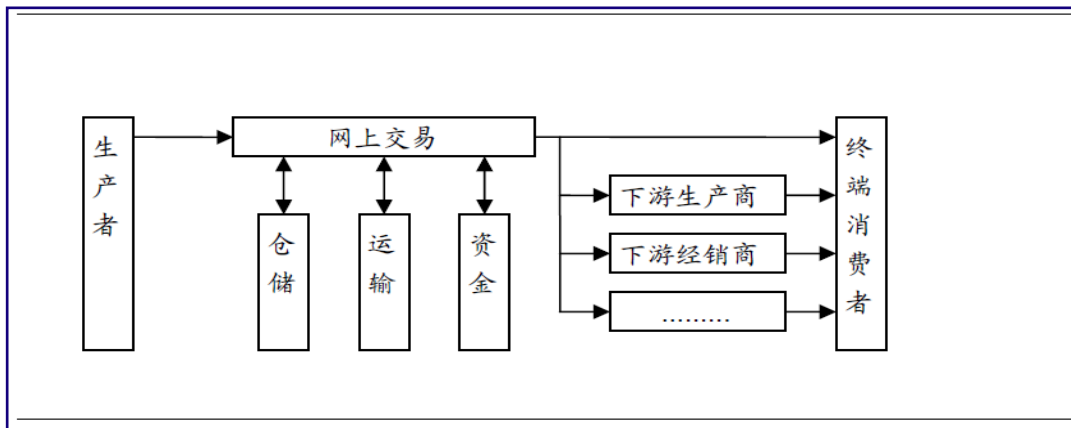 生产者
网上交易
仓储
运输
资金
下游生产商
下游经销商
.........
终端消费者